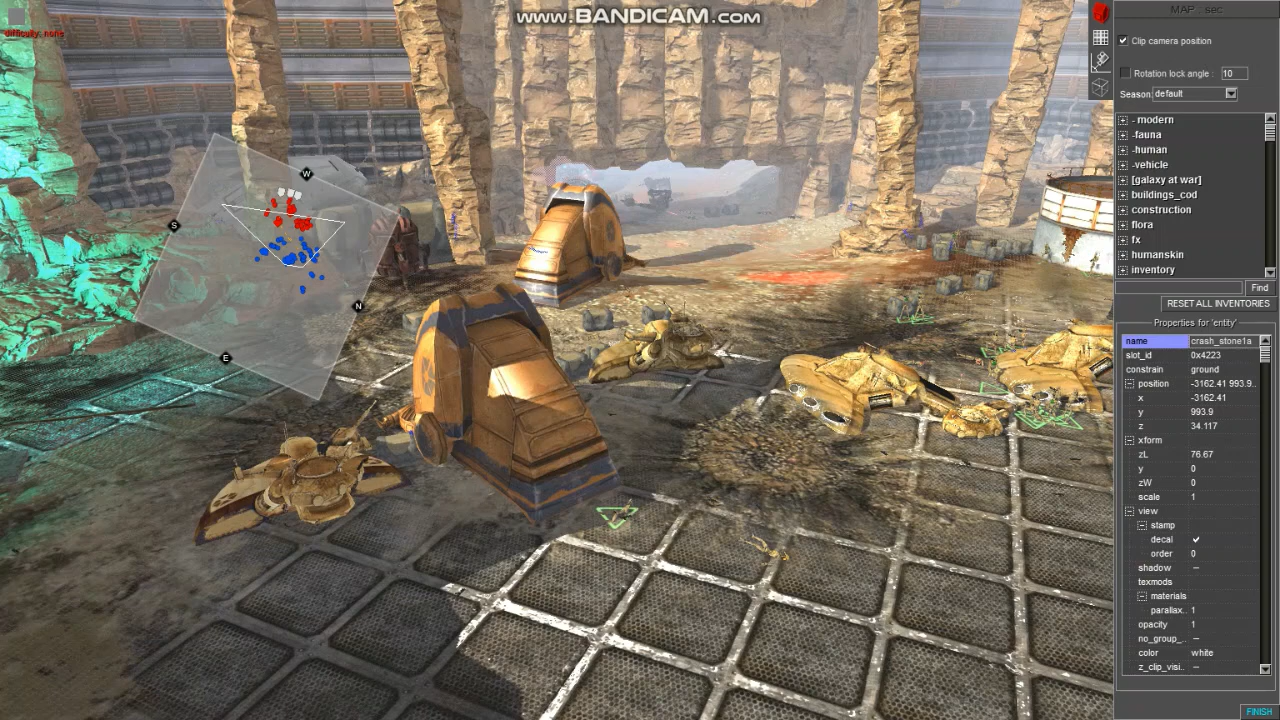 www.BANDICAM.com
difficulty: none
W
S
N
E
MAP : sec
Clip camera position
Rotation lock angle : 10
Season: default
- modern
-fauna
-human
-vehicle
[galaxy at war]
buildings_cod
construction
flora
fx
humanskin
inventory
Find
RESET ALL INVENTORIES
Properties for 'entity'
name crash_stone1a
slot_id 0x4223
constrain ground
position -3162.41 993.9..
x -3162.41
y 993.9
z 34.117
xform
zL 76.67
y 0
zW 0
scale 1
view
stamp
decal
order 0
shadow --
texmods
materials
parallax.. 1
opacity 1
no_group_.. --
color white
z_clip_visi.. --
FINISH